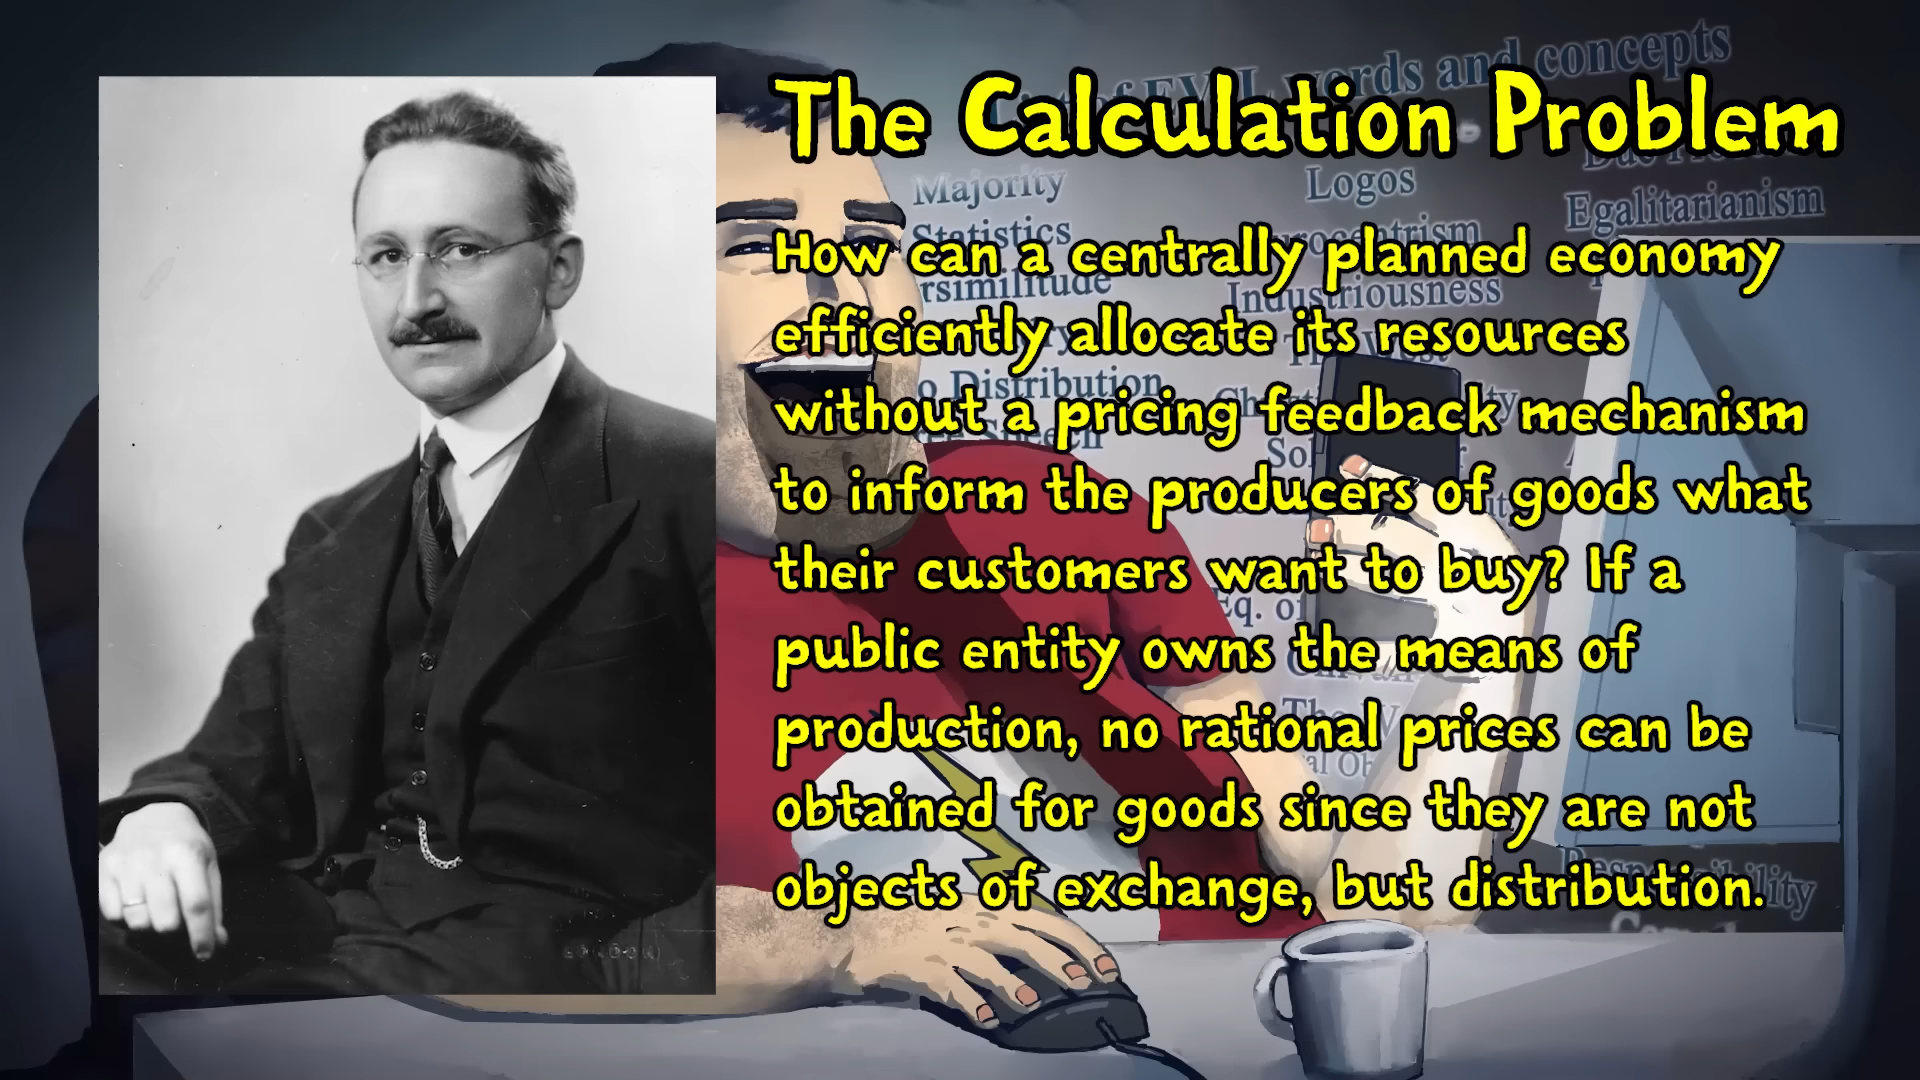 The Calculation Problem
How can a centrally planned economy
efficiently allocate its resources
without a pricing feedback mechanism
to inform the producers of goods what
their customers want to buy? If a
public entity owns the means of
production, no rational prices can be
obtained for goods since they are not
objects of exchange, but distribution.
words and concepts
Majority
Logos
Egalitarianism
Statistics
Industriousness
Distribution